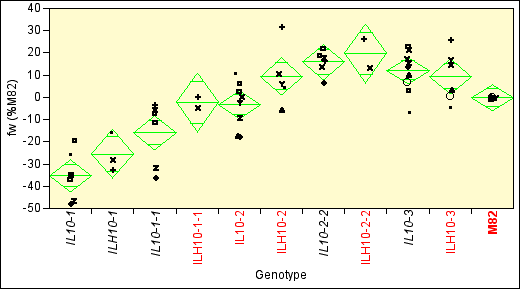 40
30
20
10
0
-10
-20
-30
-40
-50
fw (%M82)
IL10-1
ILH10-1
IL10-1-1
ILH10-1-1
IL10-2
ILH10-2
IL10-2-2
ILH10-2-2
IL10-3
ILH10-3
M82
Genotype